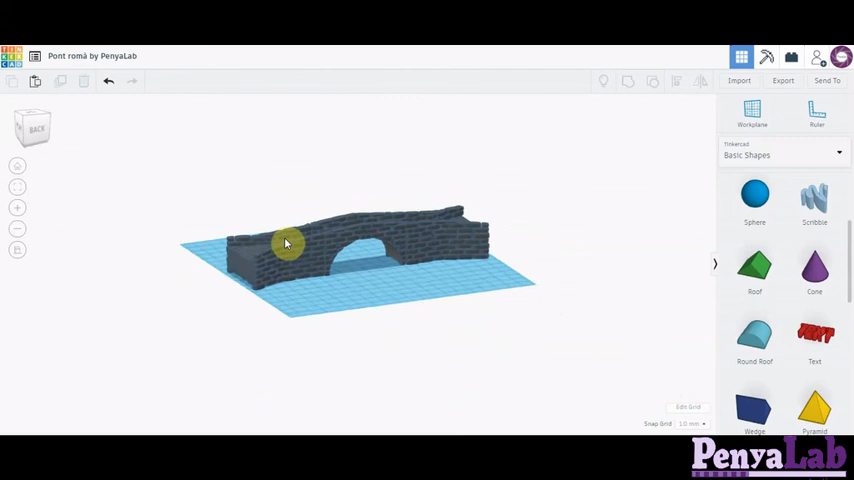 TIN
KER
CAD
Pont romà by PenyaLab
Import
Export
Send To
BACK
Workplane
Ruler
Tinkercad
Basic Shapes
Sphere
Scribble
Roof
Cone
Round Roof
TEXT
Text
Wedge
Pyramid
Edit Grid
Snap Grid 1.0 mm
PenyaLab